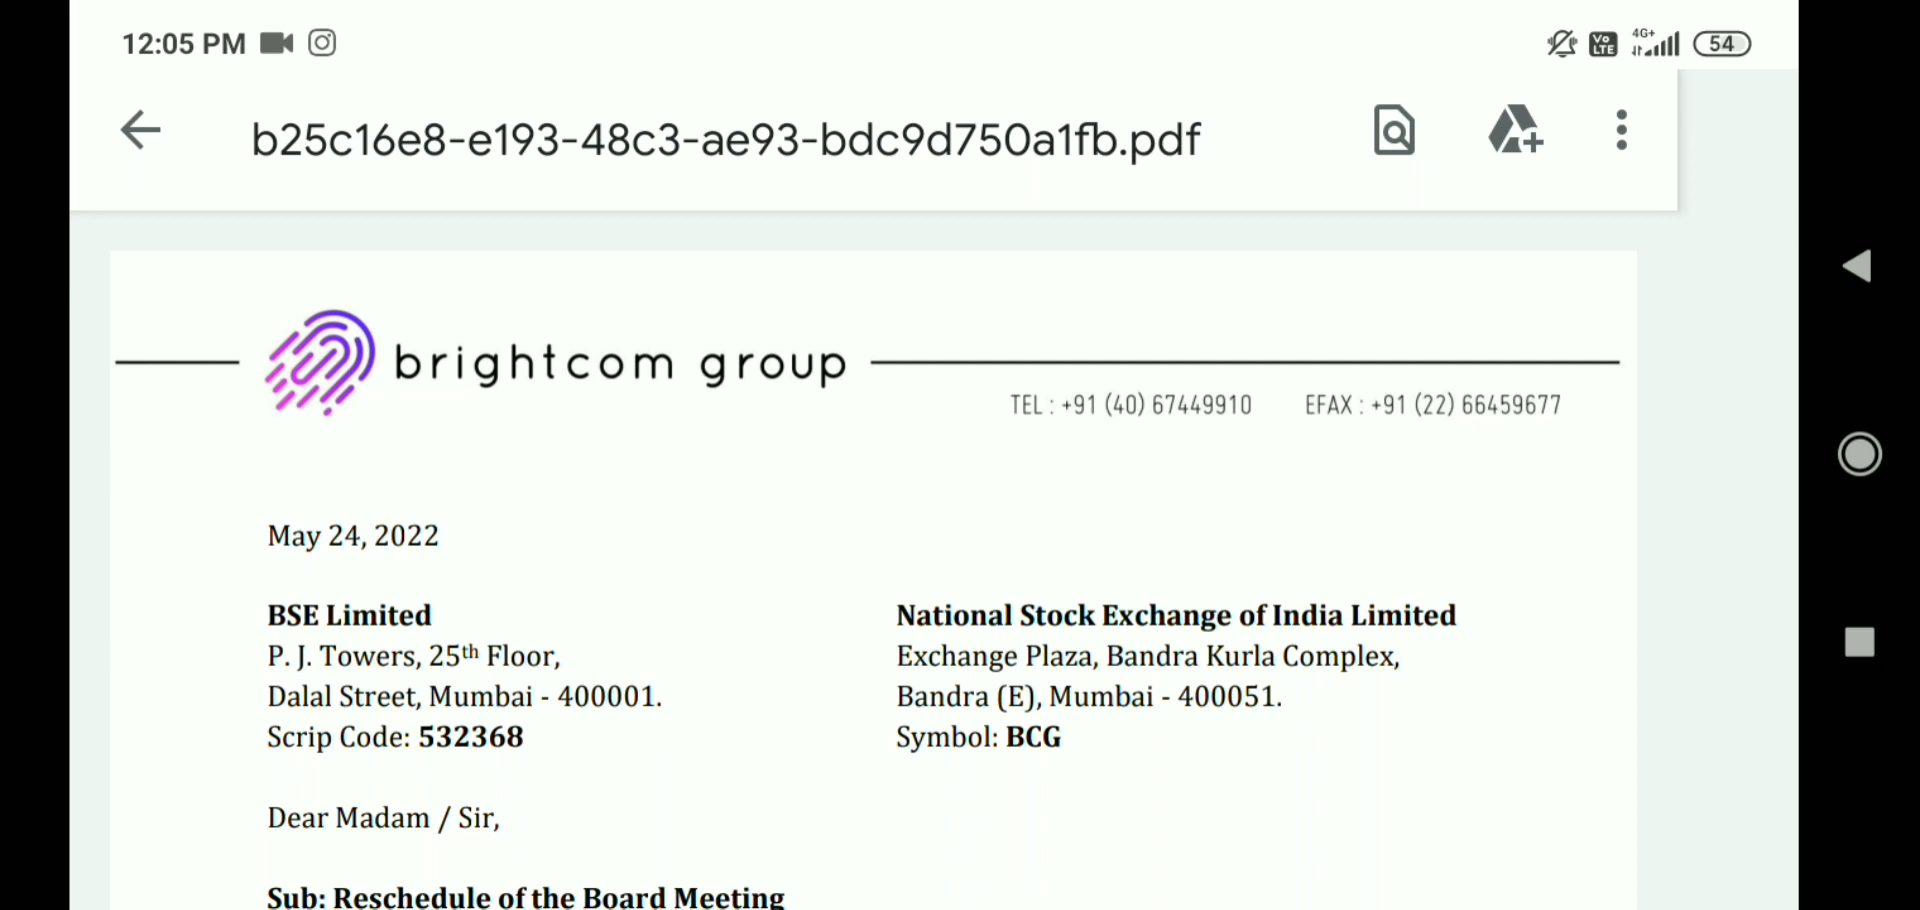 12:05 PM
Vo LTE 4G+ 54
b25c16e8-e193-48c3-ae93-bdc9d750a1fb.pdf
brightcom group
TEL : +91 (40) 67449910 EFAX : +91 (22) 66459677
May 24, 2022
BSE Limited
P. J. Towers, 25th Floor,
Dalal Street, Mumbai - 400001.
Scrip Code: 532368
National Stock Exchange of India Limited
Exchange Plaza, Bandra Kurla Complex,
Bandra (E), Mumbai - 400051.
Symbol: BCG
Dear Madam / Sir,
Sub: Reschedule of the Board Meeting